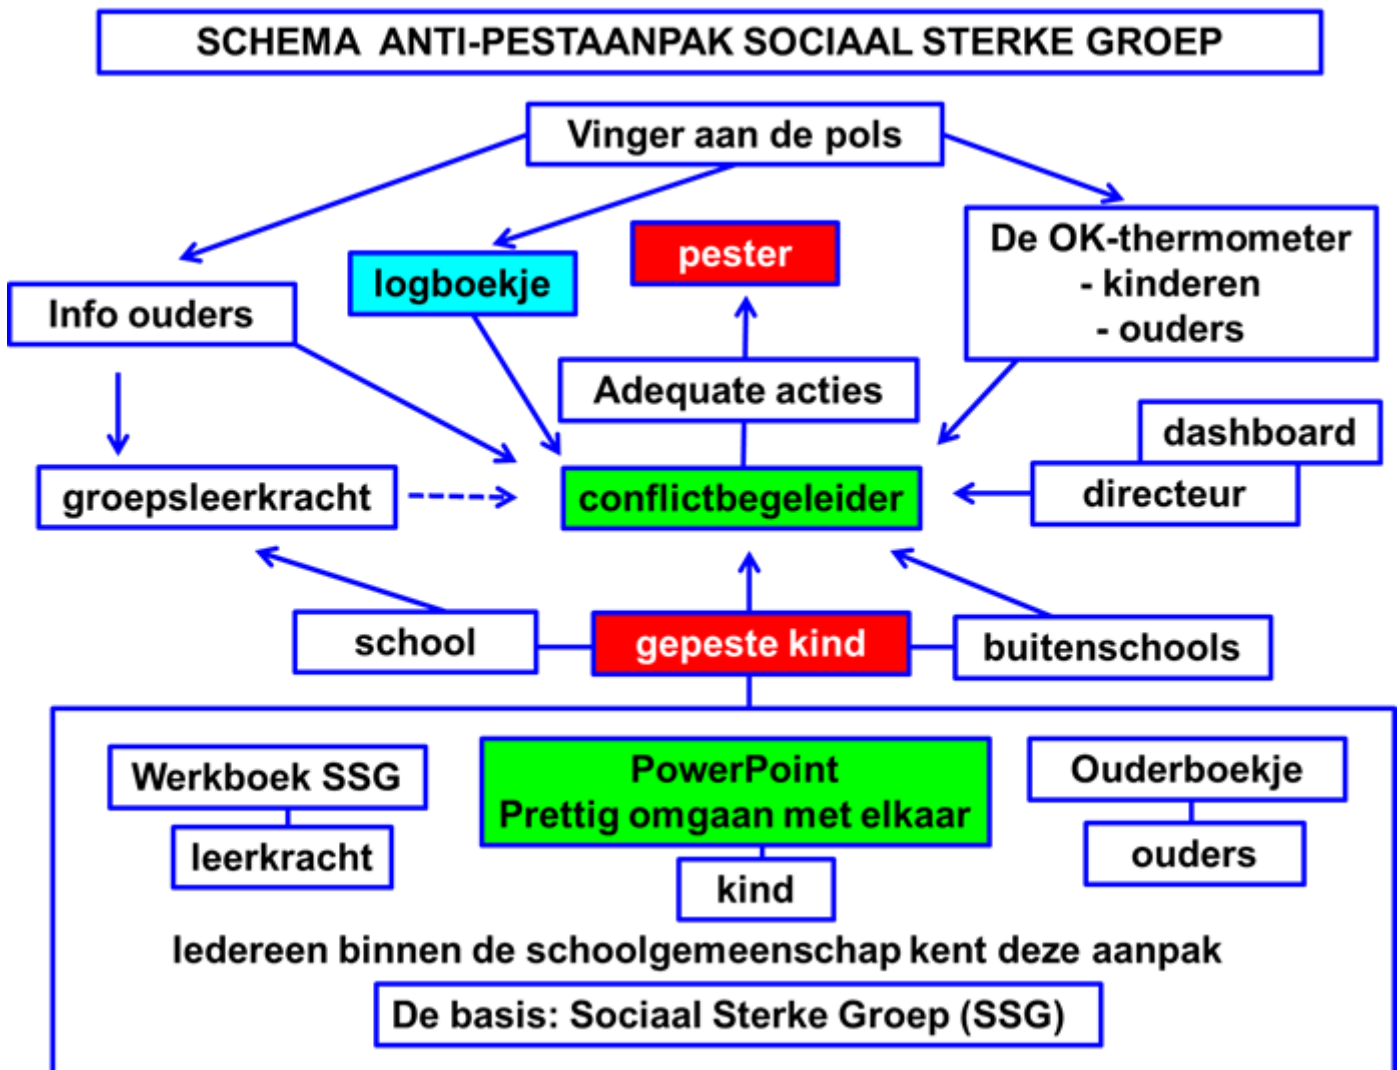 SCHEMA ANTI-PESTAANPAK SOCIAAL STERKE GROEP
Vinger aan de pols
pester
De OK-thermometer
- kinderen
- ouders
logboekje
Info ouders
Adequate acties
dashboard
groepsleerkracht
conflictbegeleider
directeur
school
gepeste kind
buitenschools
Werkboek SSG
leerkracht
PowerPoint
Prettig omgaan met elkaar
kind
Ouderboekje
ouders
Iedereen binnen de schoolgemeenschap kent deze aanpak
De basis: Sociaal Sterke Groep (SSG)